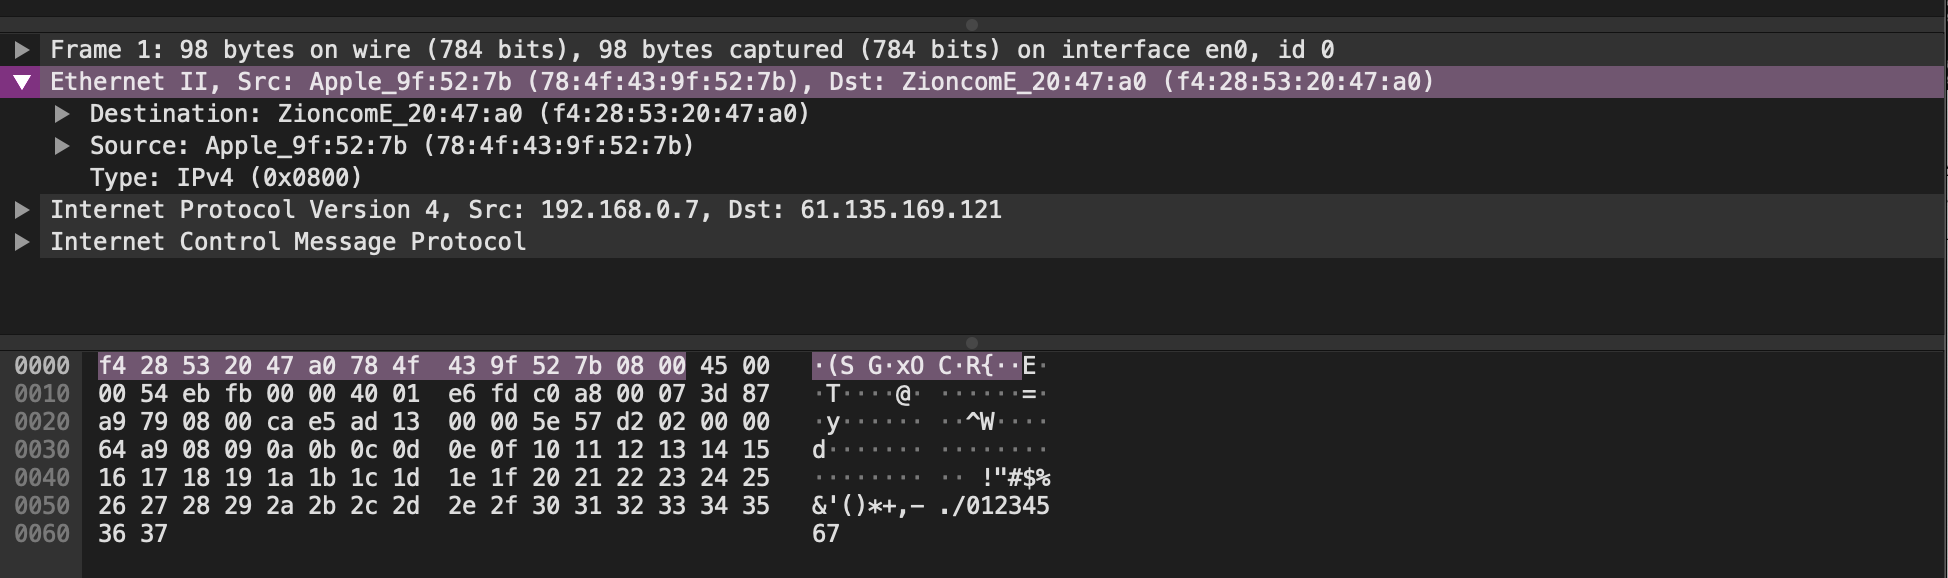 Frame 1: 98 bytes on wire (784 bits), 98 bytes captured (784 bits) on interface en0, id 0
Ethernet II, Src: Apple_9f:52:7b (78:4f:43:9f:52:7b), Dst: ZioncomE_20:47:a0 (f4:28:53:20:47:a0)
Destination: ZioncomE_20:47:a0 (f4:28:53:20:47:a0)
Source: Apple_9f:52:7b (78:4f:43:9f:52:7b)
Type: IPv4 (0x0800)
Internet Protocol Version 4, Src: 192.168.0.7, Dst: 61.135.169.121
Internet Control Message Protocol
0000 f4 28 53 20 47 a0 78 4f 43 9f 52 7b 08 00 45 00 ·(S G·xO C·R{··E·
0010 00 54 eb fb 00 00 40 01 e6 fd c0 a8 00 07 3d 87 ·T····@· ······=·
0020 a9 79 08 00 ca e5 ad 13 00 00 5e 57 d2 02 00 00 ·y······ ··^W····
0030 64 a9 08 09 0a 0b 0c 0d 0e 0f 10 11 12 13 14 15 d······· ········
0040 16 17 18 19 1a 1b 1c 1d 1e 1f 20 21 22 23 24 25 ········ ·· !"#$%
0050 26 27 28 29 2a 2b 2c 2d 2e 2f 30 31 32 33 34 35 &'()*+,- ./012345
0060 36 37 67